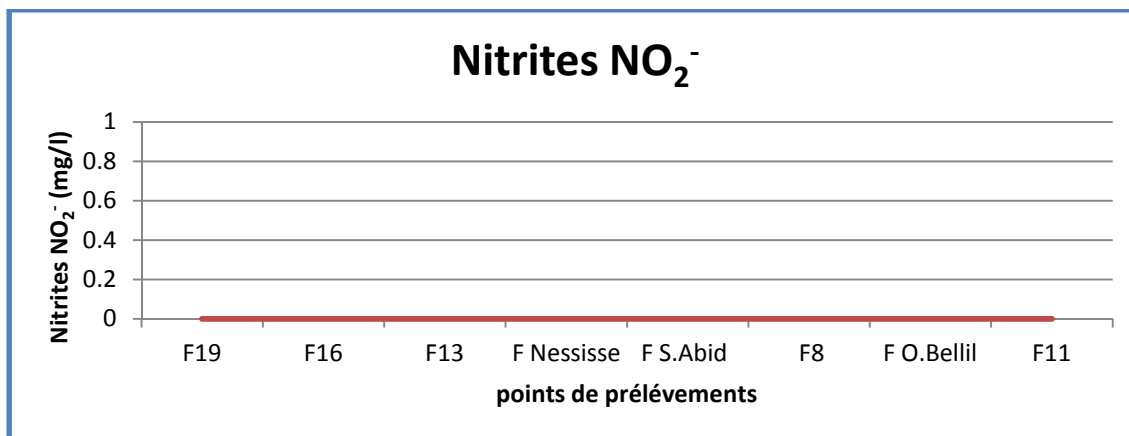 Nitrites NO₂⁻
Nitrites NO₂⁻ (mg/l)
1
0.8
0.6
0.4
0.2
0
F19 F16 F13 F Nessisse F S.Abid F8 F O.Bellil F11
points de prélévements